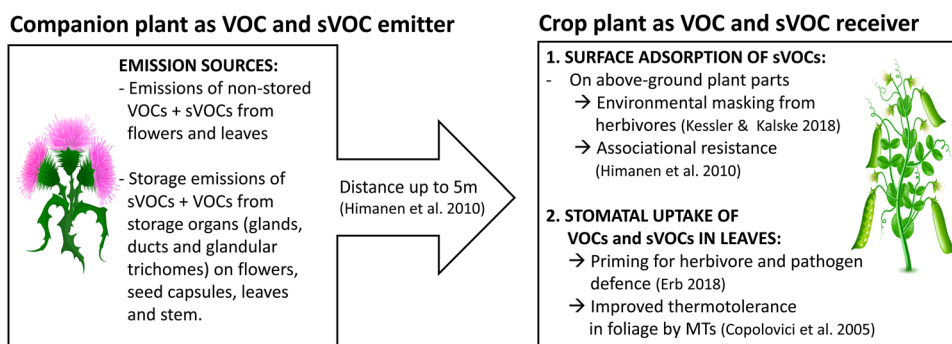 Companion plant as VOC and sVOC emitter
EMISSION SOURCES:
- Emissions of non-stored
VOCs + sVOCs from
flowers and leaves
- Storage emissions of
sVOCs + VOCs from
storage organs (glands,
ducts and glandular
trichomes) on flowers,
seed capsules, leaves
and stem.
Distance up to 5m
(Himanen et al. 2010)
Crop plant as VOC and sVOC receiver
1. SURFACE ADSORPTION OF sVOCs:
- On above-ground plant parts
→ Environmental masking from
herbivores (Kessler & Kalske 2018)
→ Associational resistance
(Himanen et al. 2010)
2. STOMATAL UPTAKE OF
VOCs and sVOCs IN LEAVES:
→ Priming for herbivore and pathogen
defence (Erb 2018)
→ Improved thermotolerance
in foliage by MTs (Copolovici et al. 2005)